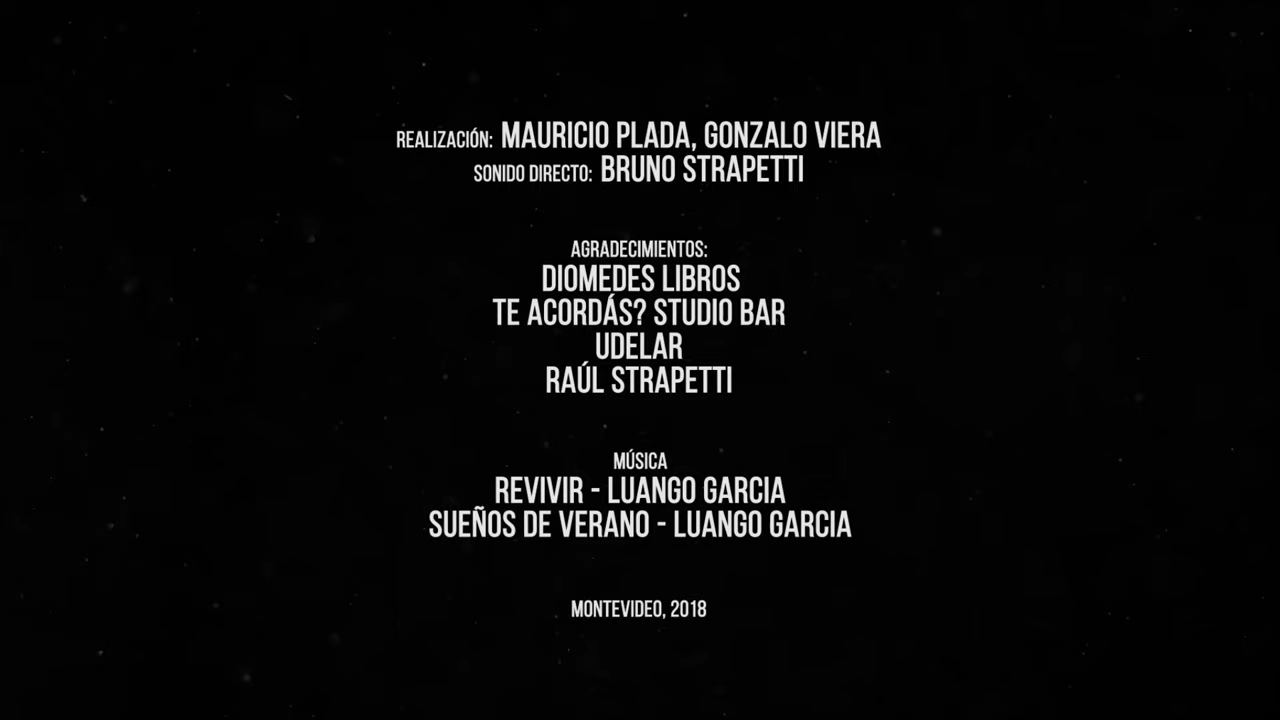 REALIZACIÓN: MAURICIO PLADA, GONZALO VIERA
SONIDO DIRECTO: BRUNO STRAPETTI
AGRADECIMIENTOS:
DIOMEDES LIBROS
TE ACORDÁS? STUDIO BAR
UDELAR
RAÚL STRAPETTI
MÚSICA
REVIVIR - LUANGO GARCIA
SUEÑOS DE VERANO - LUANGO GARCIA
MONTEVIDEO, 2018